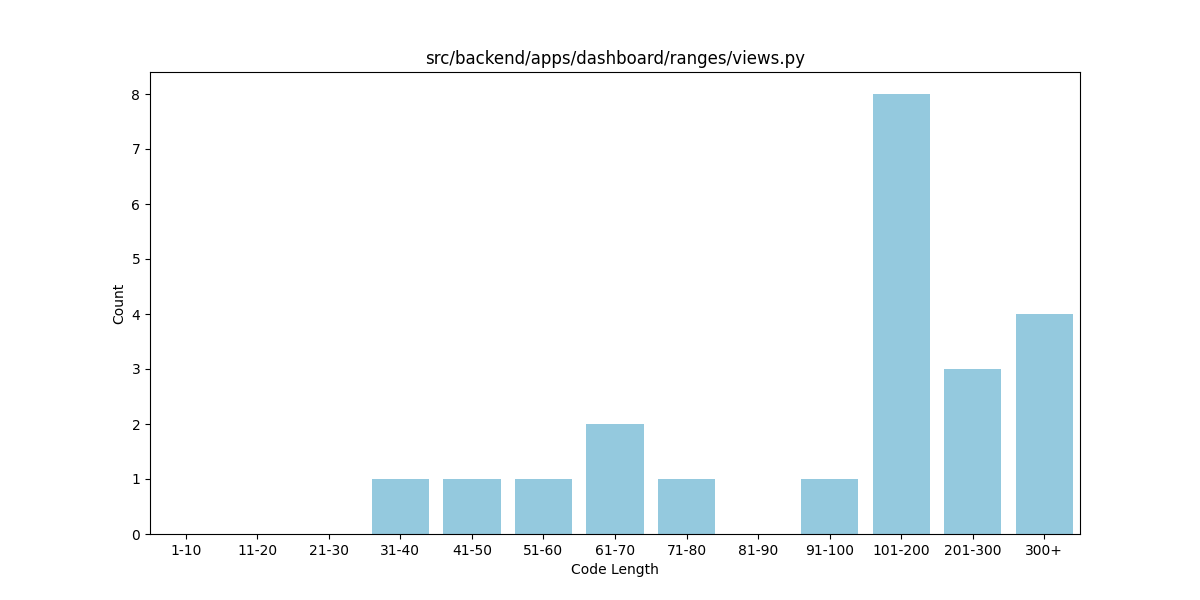 src/backend/apps/dashboard/ranges/views.py
8
7
6
5
4
3
2
1
0
Count
1-10 11-20 21-30 31-40 41-50 51-60 61-70 71-80 81-90 91-100 101-200 201-300 300+
Code Length